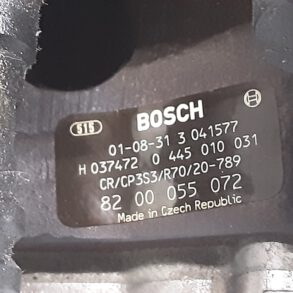 515 BOSCH
01-08-31 3 041577
H 037472 0 445 010 031
CR/CP3S3/R70/20-789
82 00 055 072
Made in Czech Republic